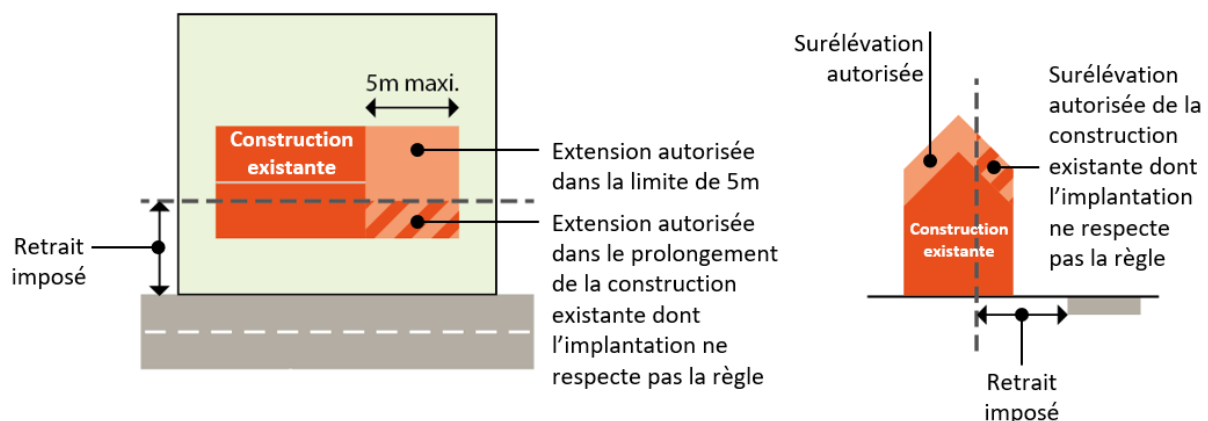 5m maxi.
Construction
existante
Extension autorisée
dans la limite de 5m
Extension autorisée
dans le prolongement
de la construction
existante dont
l’implantation ne
respecte pas la règle
Retrait
imposé
Surélévation
autorisée
Surélévation
autorisée de la
construction
existante dont
l’implantation
ne respecte
pas la règle
Construction
existante
Retrait
imposé